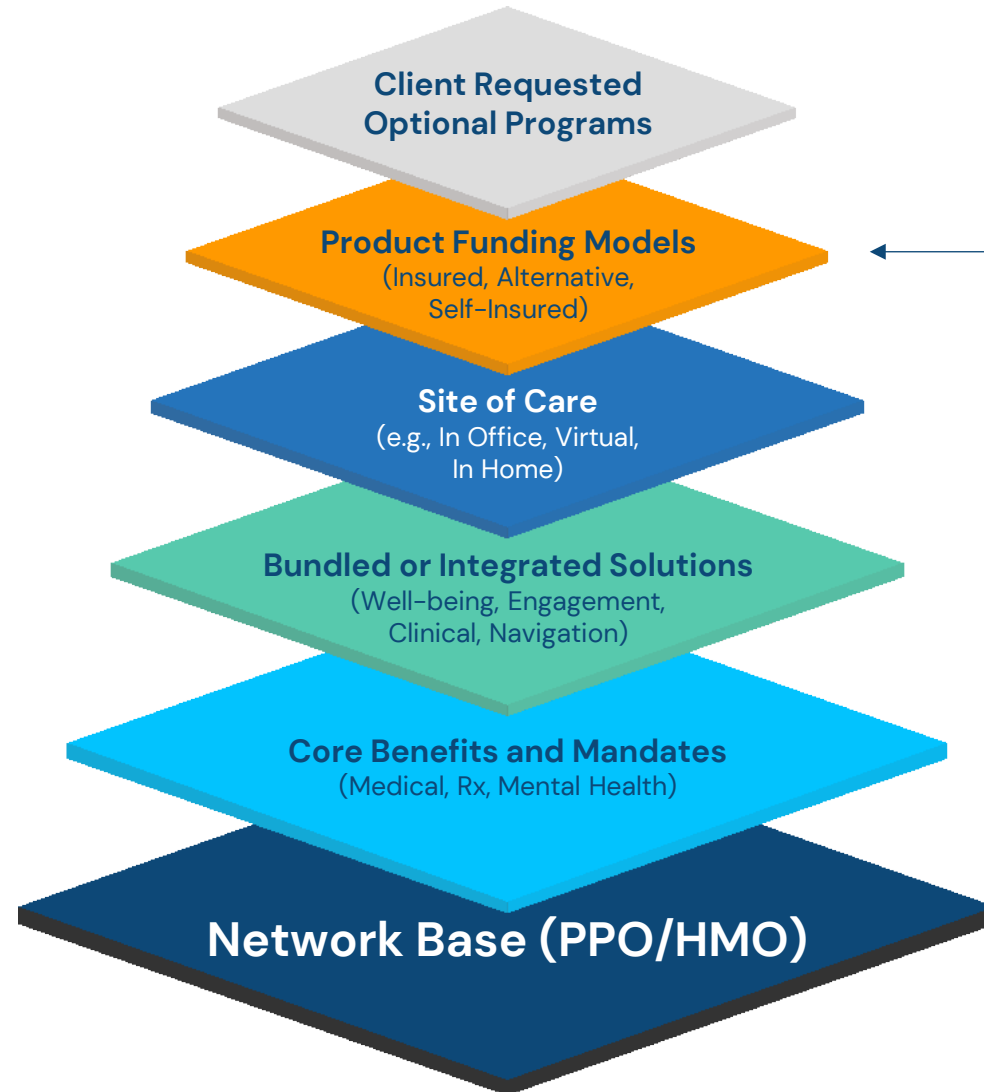 Client Requested
Optional Programs
Product Funding Models
(Insured, Alternative,
Self-Insured)
Site of Care
(e.g., In Office, Virtual,
In Home)
Bundled or Integrated Solutions
(Well-being, Engagement,
Clinical, Navigation)
Core Benefits and Mandates
(Medical, Rx, Mental Health)
Network Base (PPO/HMO)